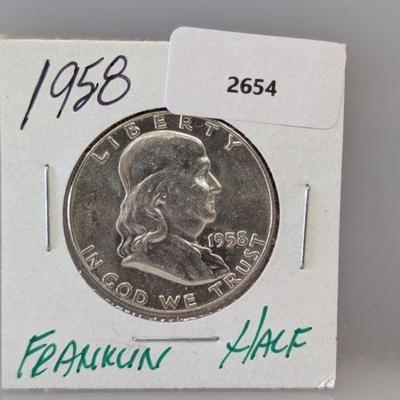 1958
2654
LIBERTY
1958
IN GOD WE TRUST
FRANKLIN HALF